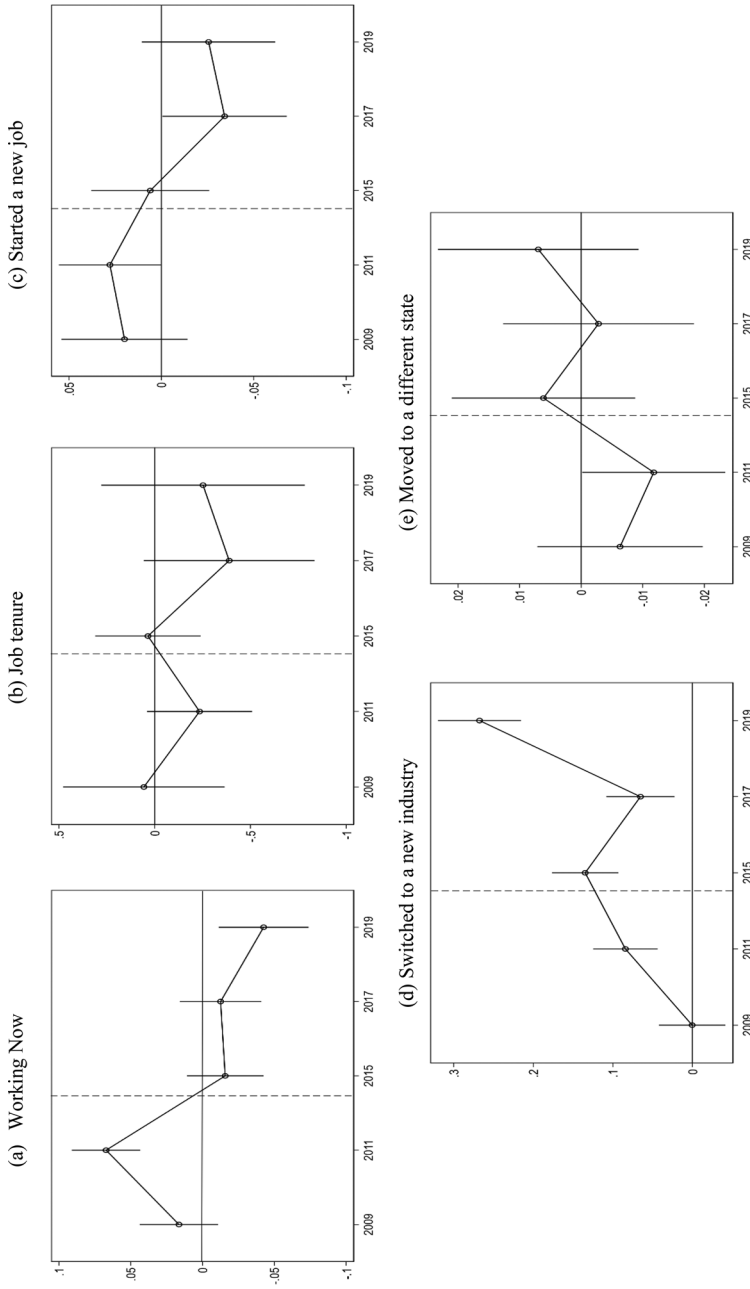 (a) Working Now
.1
.05
0
-.05
-.1
2009 2011 2015 2017 2019
(b) Job tenure
.5
0
-.5
-1
2009 2011 2015 2017 2019
(c) Started a new job
.05
0
-.05
-.1
2009 2011 2015 2017 2019
(d) Switched to a new industry
.3
.2
.1
0
2009 2011 2015 2017 2019
(e) Moved to a different state
.02
.01
0
-.01
-.02
2009 2011 2015 2017 2019